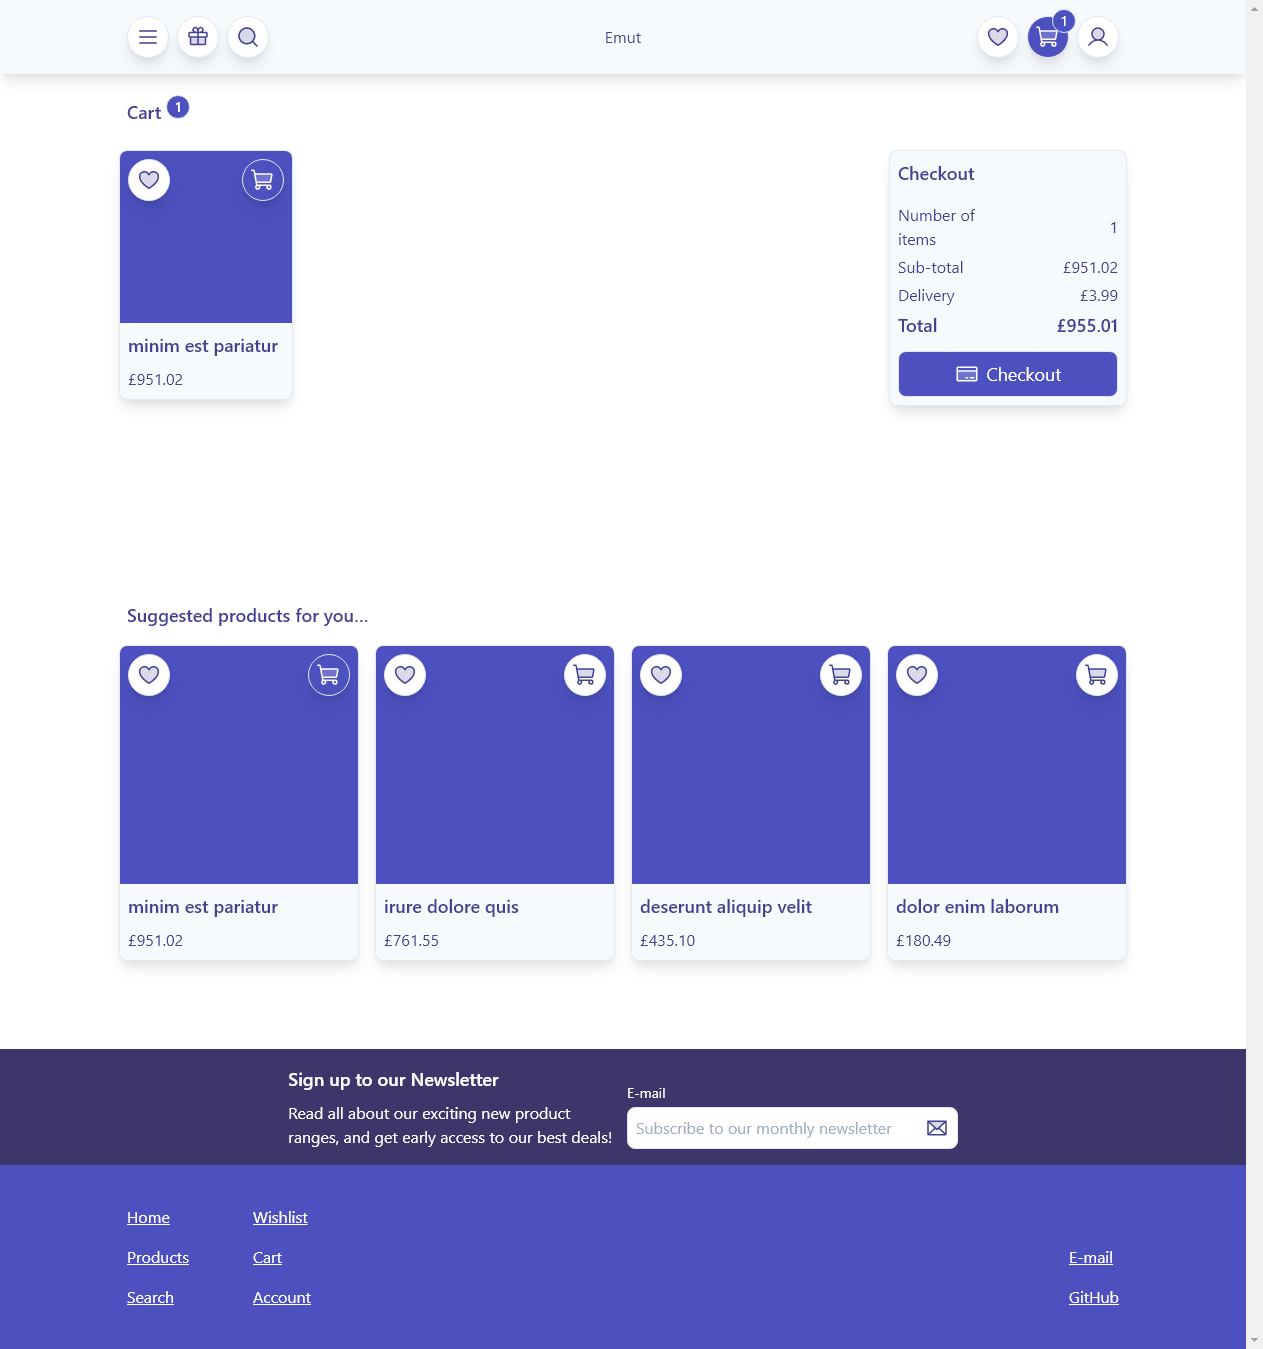 Emut
1
Cart 1
minim est pariatur
£951.02
Checkout
Number of
items 1
Sub-total £951.02
Delivery £3.99
Total £955.01
Checkout
Suggested products for you...
minim est pariatur
£951.02
irure dolore quis
£761.55
deserunt aliquip velit
£435.10
dolor enim laborum
£180.49
Sign up to our Newsletter
Read all about our exciting new product
ranges, and get early access to our best deals!
E-mail
Subscribe to our monthly newsletter
Home
Products
Search
Wishlist
Cart
Account
E-mail
GitHub